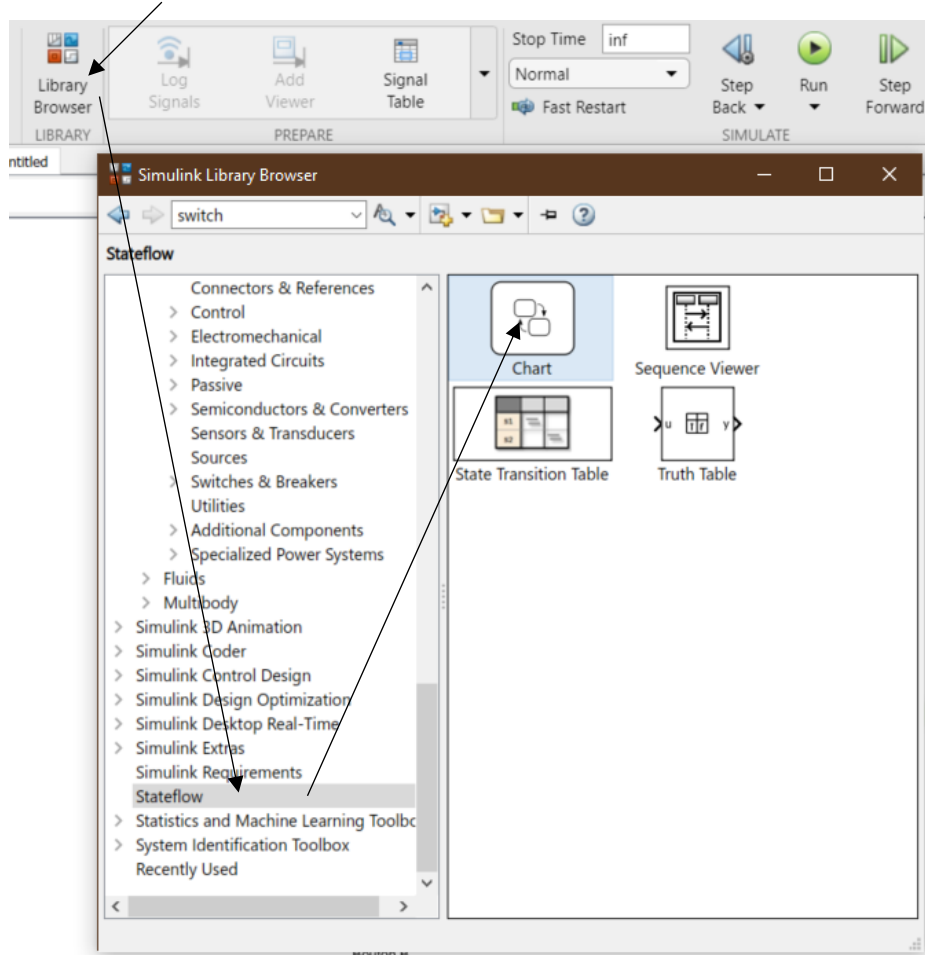 Stop Time inf
Library
Browser
Log
Signals
Add
Viewer
Signal
Table
Normal
Fast Restart
Step
Back
Run
Step
Forward
LIBRARY
PREPARE
SIMULATE
ntitled
Simulink Library Browser
switch
Stateflow
Connectors & References
Control
Electromechanical
Integrated Circuits
Passive
Semiconductors & Converters
Sensors & Transducers
Sources
Switches & Breakers
Utilities
Additional Components
Specialized Power Systems
Fluids
Multibody
Simulink 3D Animation
Simulink Coder
Simulink Control Design
Simulink Design Optimization
Simulink Desktop Real-Time
Simulink Extras
Simulink Requirements
Stateflow
Statistics and Machine Learning Toolbo
System Identification Toolbox
Recently Used
Chart
Sequence Viewer
s1
s2
State Transition Table
u T F y
Truth Table